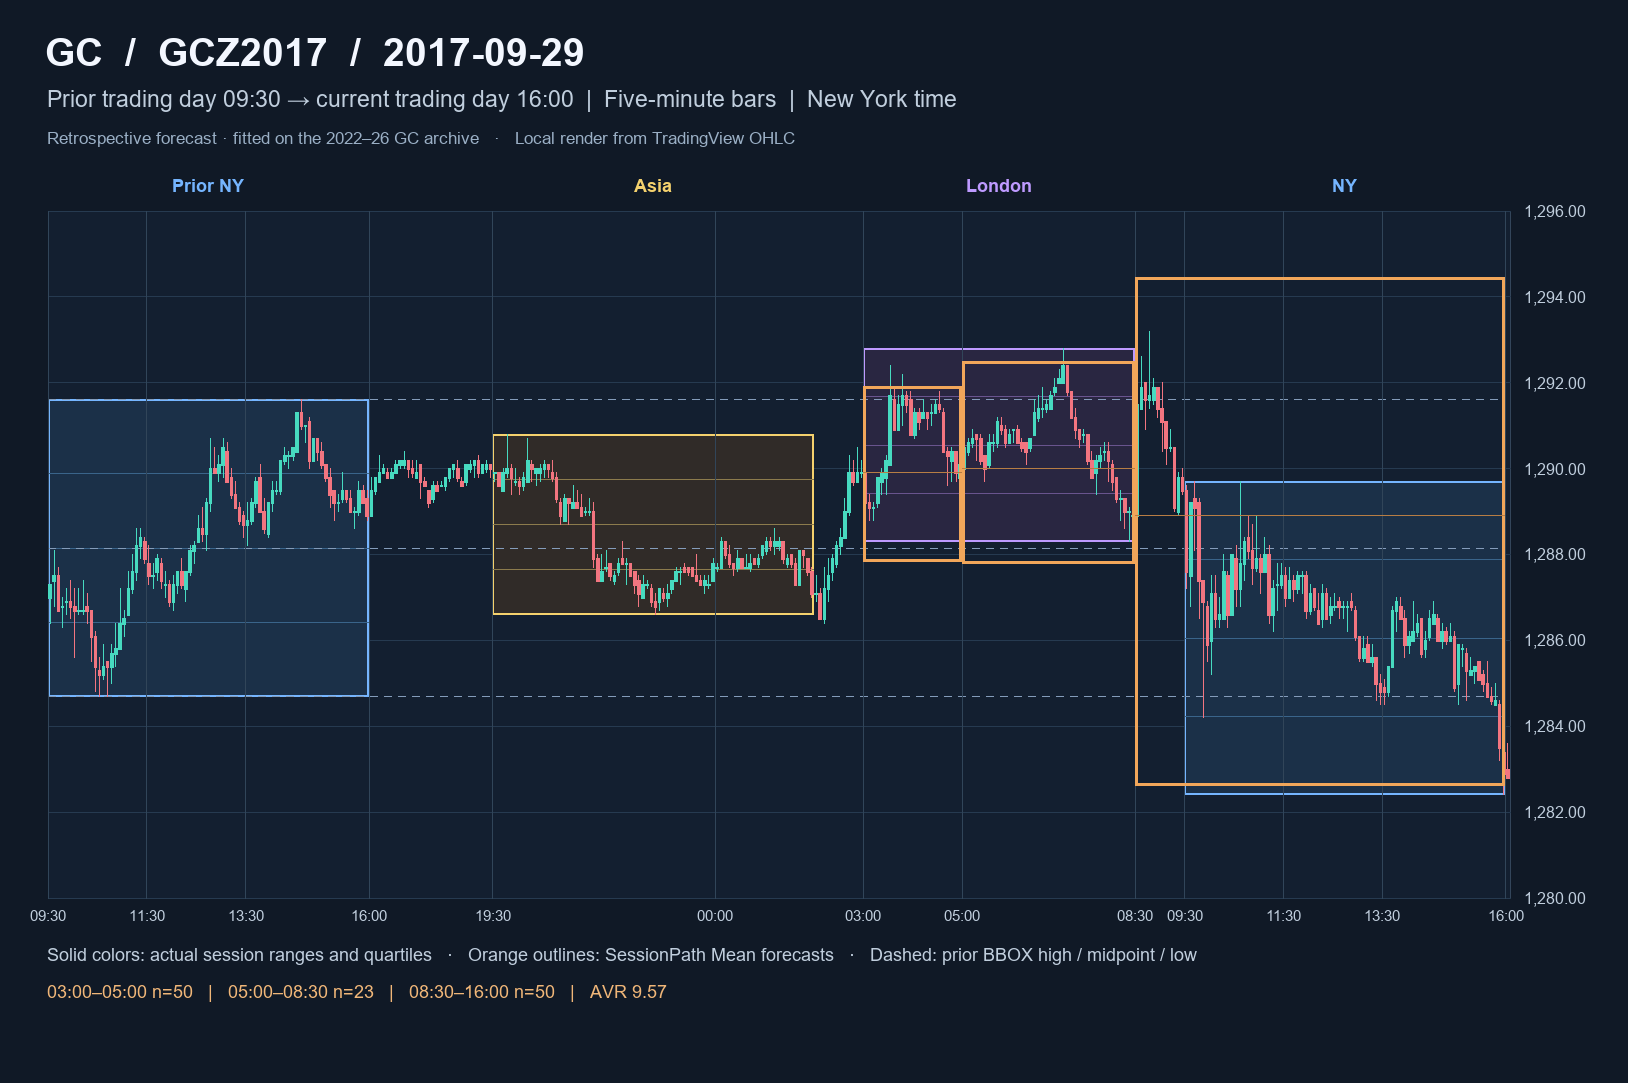 GC / GCZ2017 / 2017-09-29
Prior trading day 09:30 → current trading day 16:00 | Five-minute bars | New York time
Retrospective forecast · fitted on the 2022–26 GC archive · Local render from TradingView OHLC
Prior NY Asia London NY
1,296.00
1,294.00
1,292.00
1,290.00
1,288.00
1,286.00
1,284.00
1,282.00
1,280.00
09:30 11:30 13:30 16:00 19:30 00:00 03:00 05:00 08:30 09:30 11:30 13:30 16:00
Solid colors: actual session ranges and quartiles · Orange outlines: SessionPath Mean forecasts · Dashed: prior BBOX high / midpoint / low
03:00–05:00 n=50 | 05:00–08:30 n=23 | 08:30–16:00 n=50 | AVR 9.57